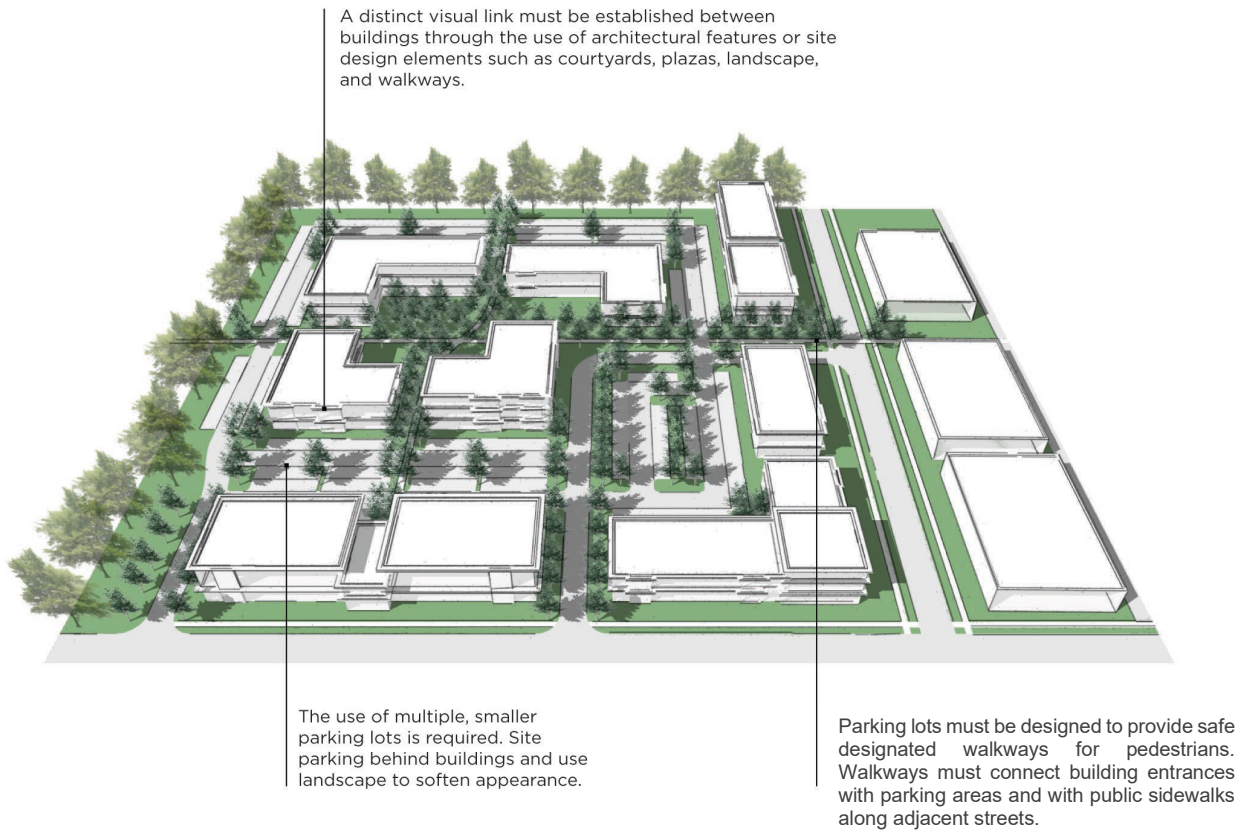 A distinct visual link must be established between
buildings through the use of architectural features or site
design elements such as courtyards, plazas, landscape,
and walkways.
The use of multiple, smaller
parking lots is required. Site
parking behind buildings and use
landscape to soften appearance.
Parking lots must be designed to provide safe
designated walkways for pedestrians.
Walkways must connect building entrances
with parking areas and with public sidewalks
along adjacent streets.